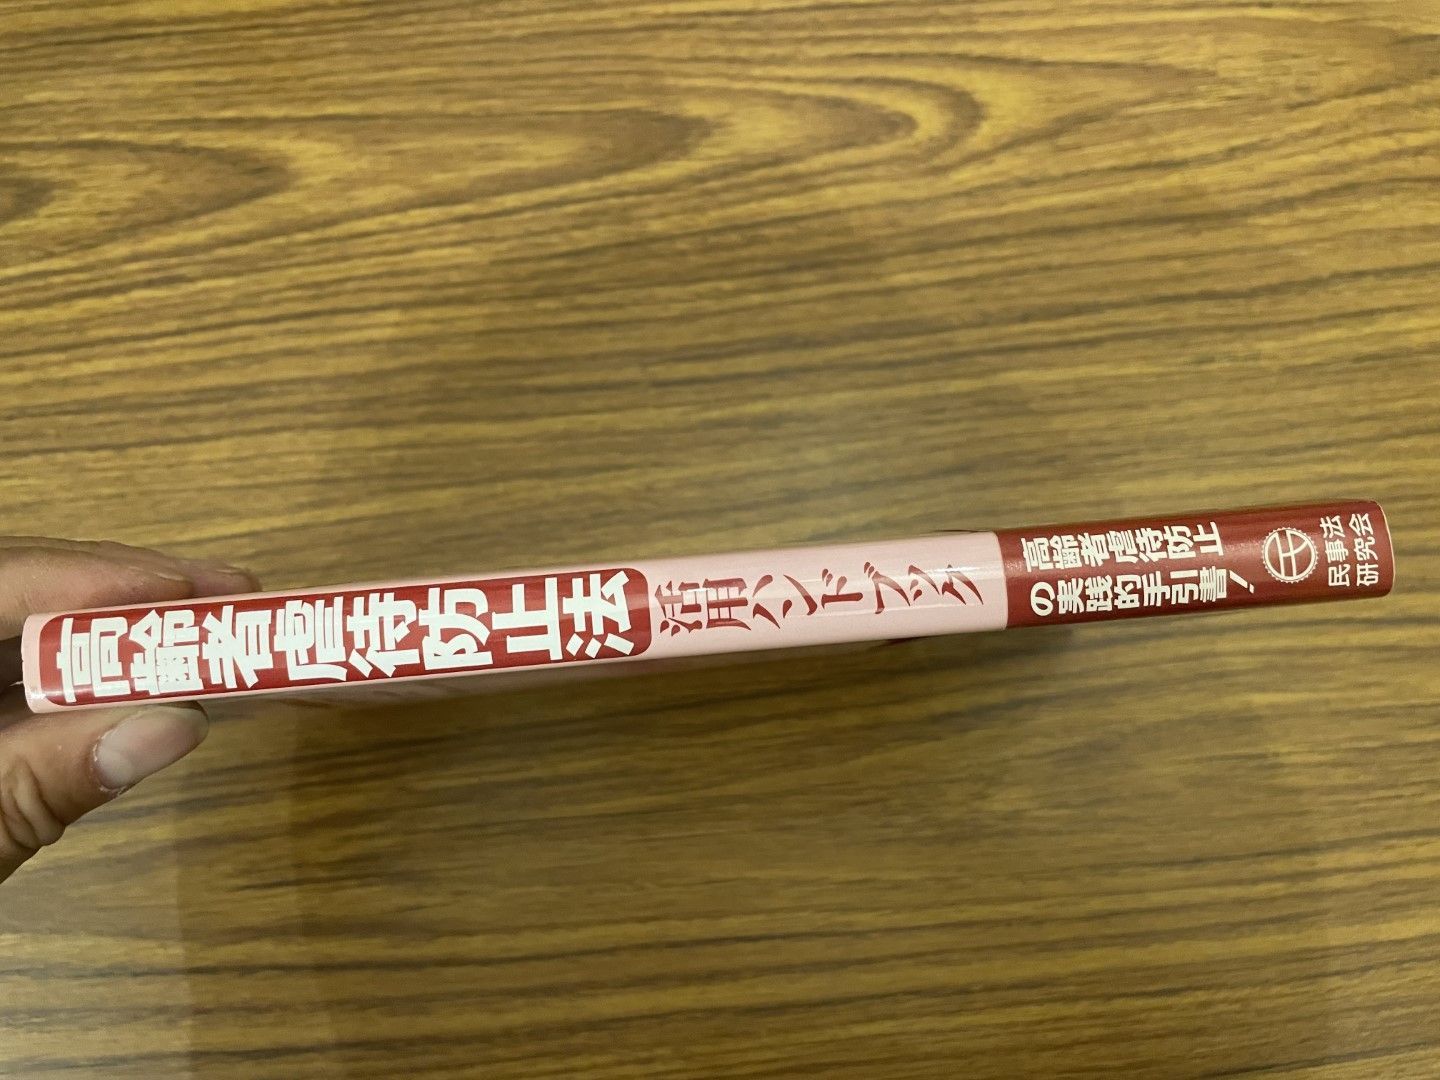 高齢者虐待防止法
活用ハンドブック
高齢者虐待防止
の実践的手引書!
民事法
研究会